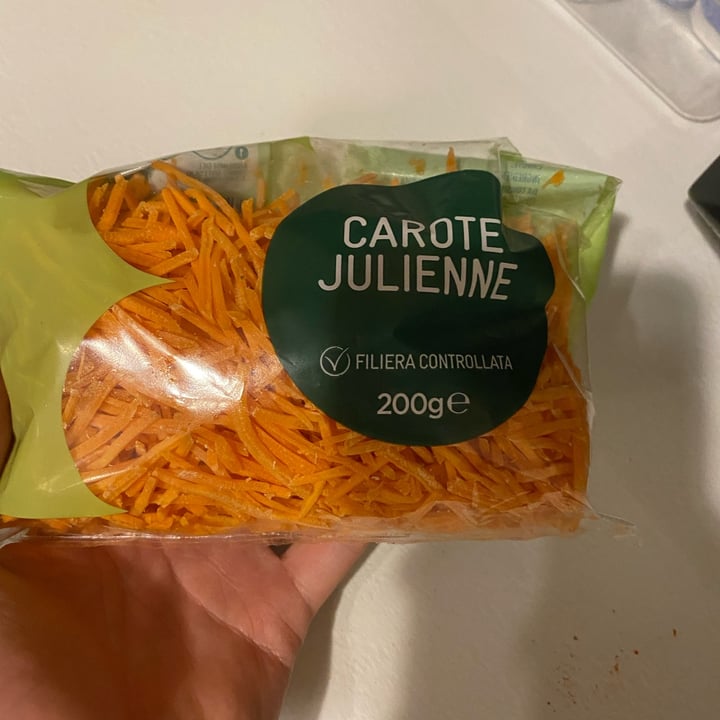 CAROTE
JULIENNE
FILIERA CONTROLLATA
200g℮